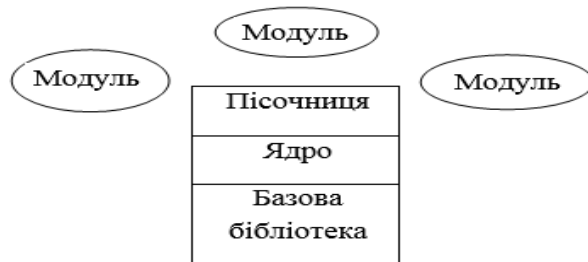 Модуль
Модуль
Модуль
Пісочниця
Ядро
Базова
бібліотека